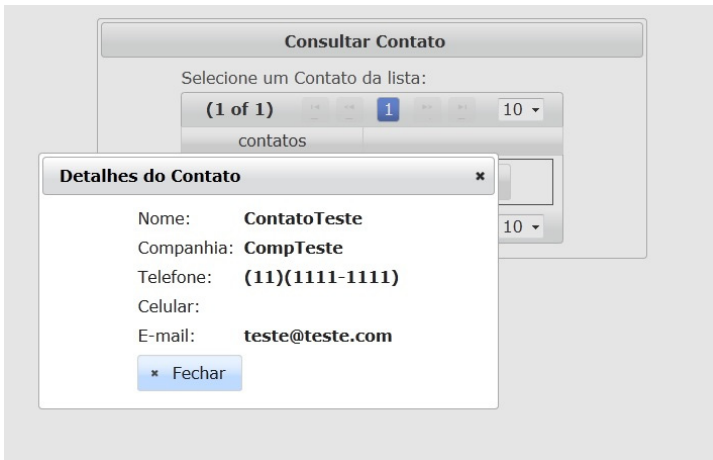 Consultar Contato
Selecione um Contato da lista:
(1 of 1) 1 10
contatos
Detalhes do Contato
10
Nome: ContatoTeste
Companhia: CompTeste
Telefone: (11)(1111-1111)
Celular:
E-mail: teste@teste.com
Fechar